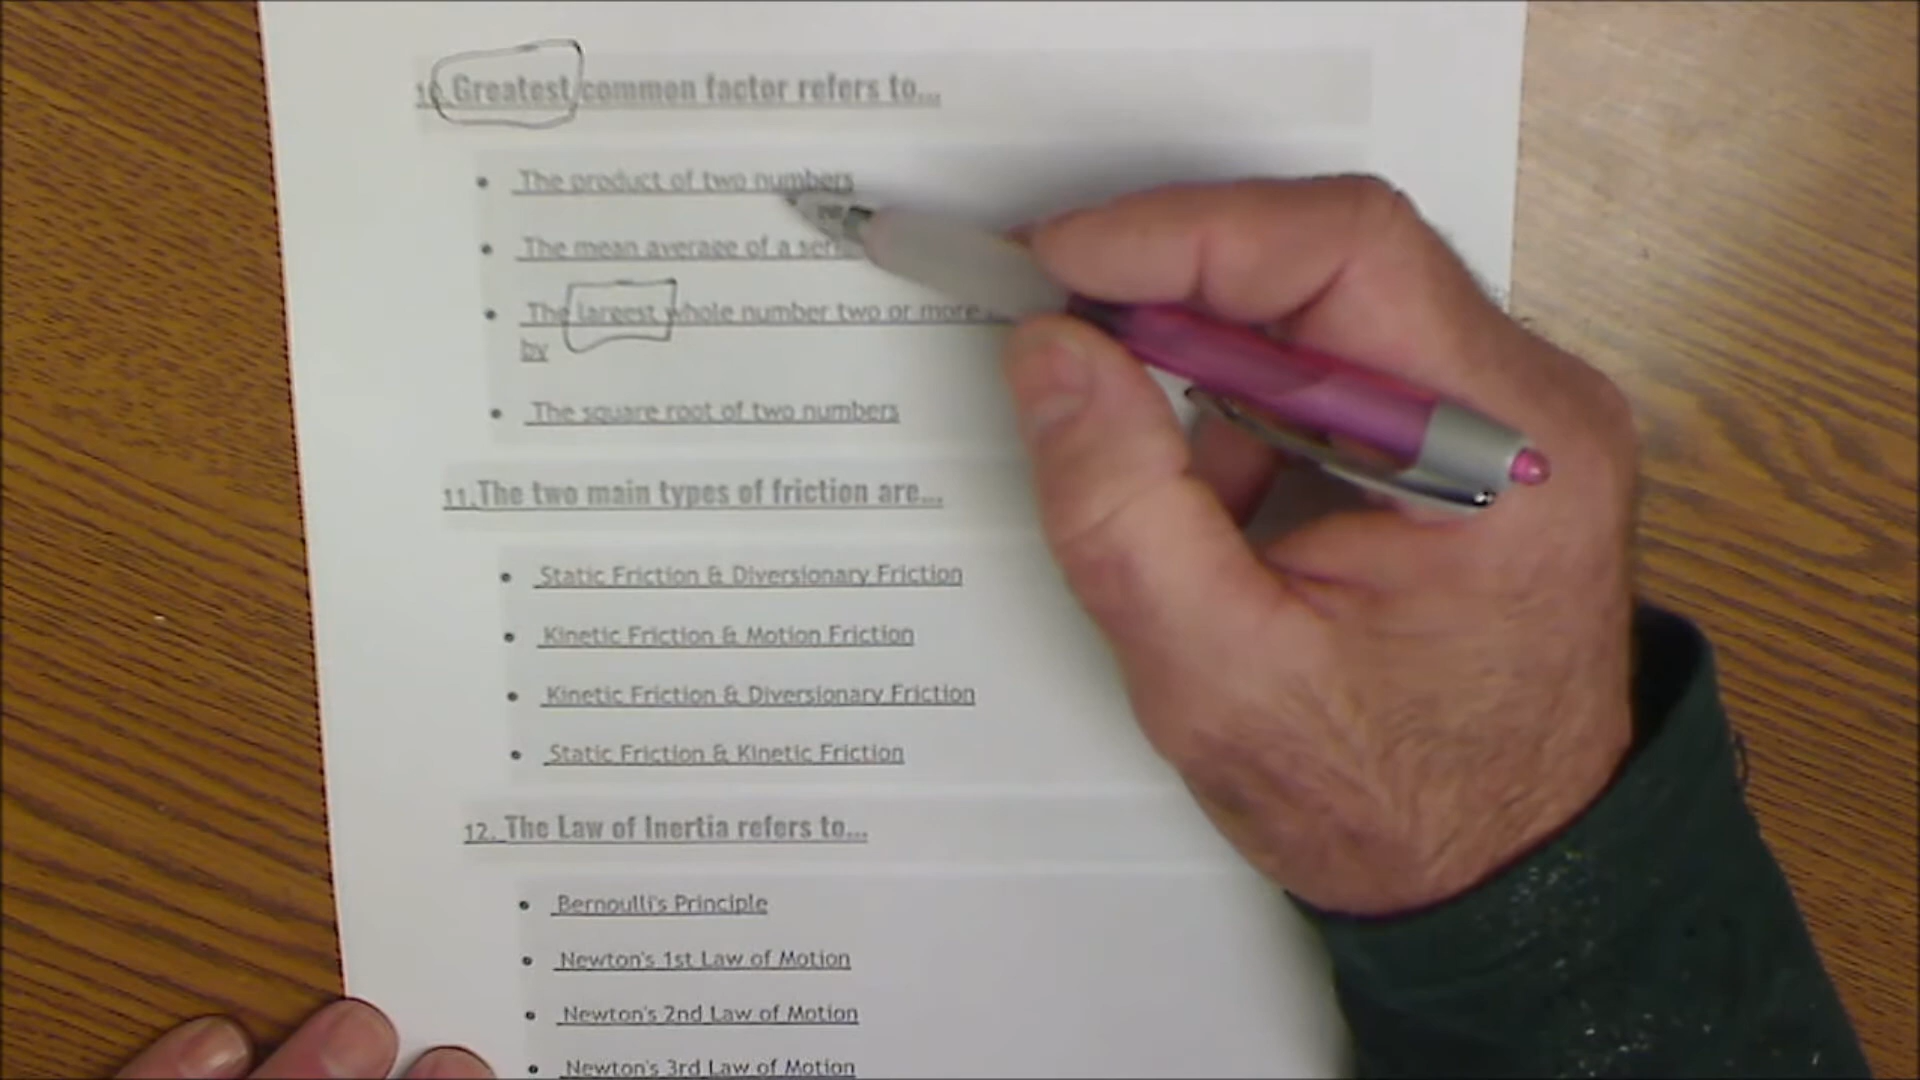 10. Greatest common factor refers to...
The product of two numbers
The mean average of a
The largest whole number two or more
by
The square root of two numbers
11. The two main types of friction are...
Static Friction & Diversionary Friction
Kinetic Friction & Motion Friction
Kinetic Friction & Diversionary Friction
Static Friction & Kinetic Friction
12. The Law of Inertia refers to...
Bernoulli's Principle
Newton's 1st Law of Motion
Newton's 2nd Law of Motion
Newton's 3rd Law of Motion